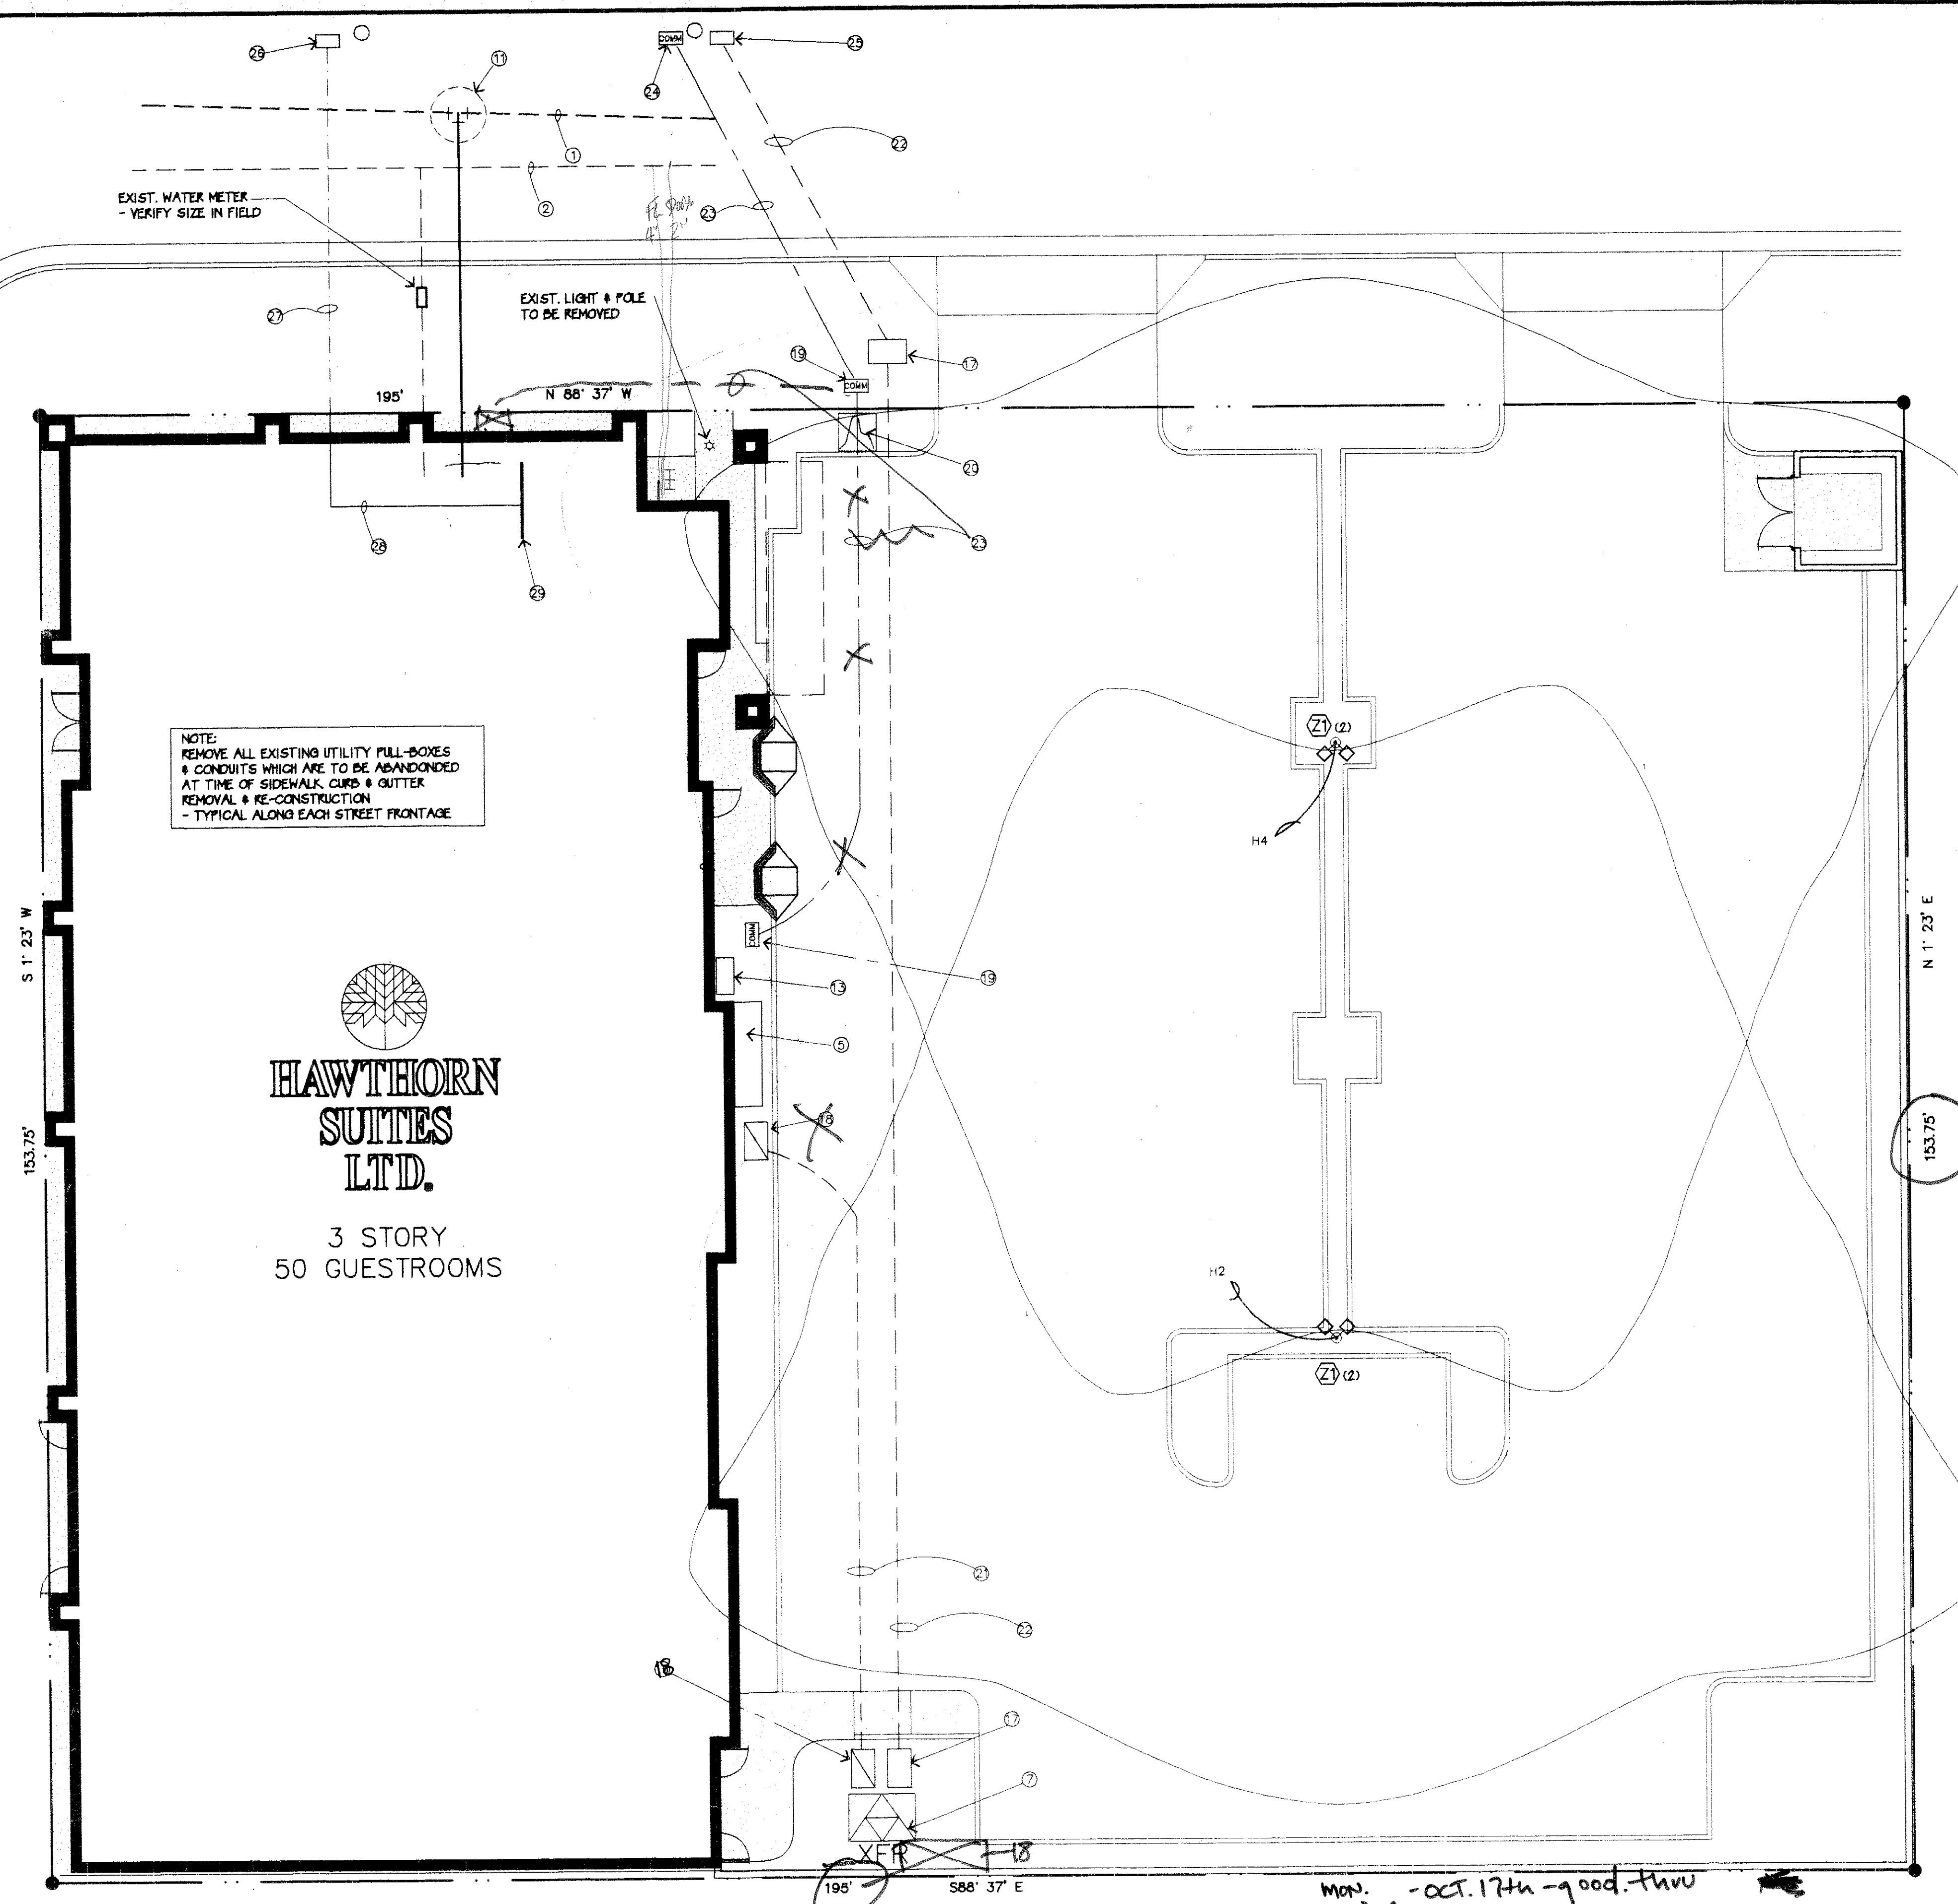 26
COMM
24
25
11
1
22
EXIST. WATER METER
- VERIFY SIZE IN FIELD
2
23
27
EXIST. LIGHT & POLE
TO BE REMOVED
19
COMM
17
195'
N 88° 37' W
20
23
28
29
NOTE:
REMOVE ALL EXISTING UTILITY PULL-BOXES
& CONDUITS WHICH ARE TO BE ABANDONDED
AT TIME OF SIDEWALK, CURB & GUTTER
REMOVAL & RE-CONSTRUCTION
- TYPICAL ALONG EACH STREET FRONTAGE
Z1 (2)
H4
S 1° 23' W
N 1° 23' E
COMM
19
13
5
HAWTHORN
SUITES
LTD.
18
153.75'
153.75'
3 STORY
50 GUESTROOMS
H2
Z1 (2)
21
22
18
17
7
XFR
18
195'
S88° 37' E
MON. -OCT. 17th - good. thru